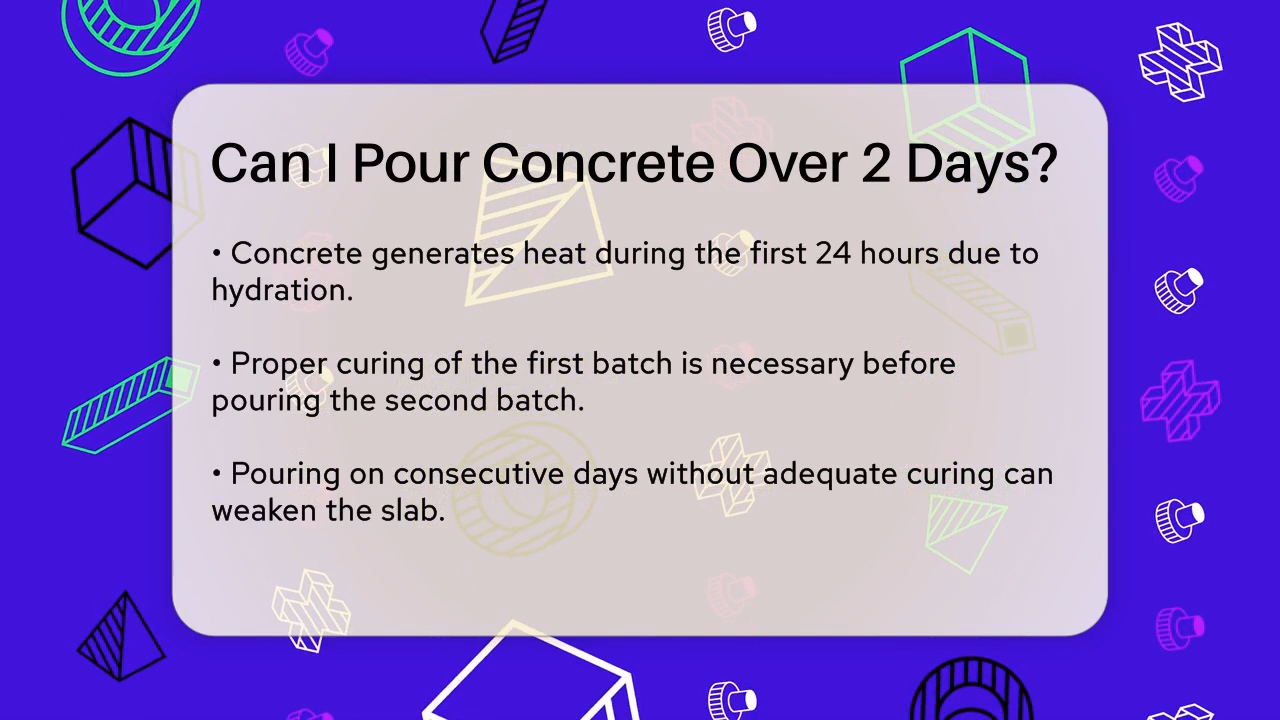 Can I Pour Concrete Over 2 Days?
• Concrete generates heat during the first 24 hours due to
hydration.
• Proper curing of the first batch is necessary before
pouring the second batch.
• Pouring on consecutive days without adequate curing can
weaken the slab.